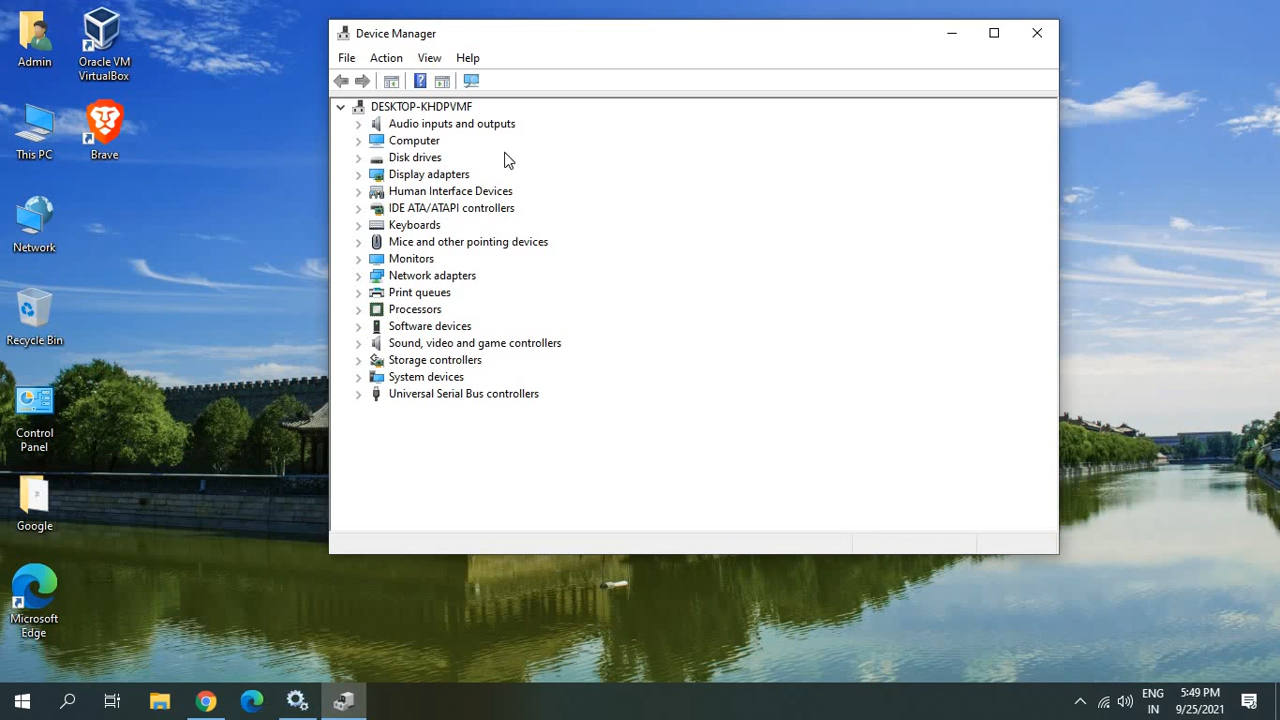 Admin
Oracle VM
VirtualBox
This PC
Brave
Network
Recycle Bin
Control
Panel
Google
Microsoft
Edge
Device Manager
File Action View Help
DESKTOP-KHDPVMF
Audio inputs and outputs
Computer
Disk drives
Display adapters
Human Interface Devices
IDE ATA/ATAPI controllers
Keyboards
Mice and other pointing devices
Monitors
Network adapters
Print queues
Processors
Software devices
Sound, video and game controllers
Storage controllers
System devices
Universal Serial Bus controllers
ENG
IN
5:49 PM
9/25/2021